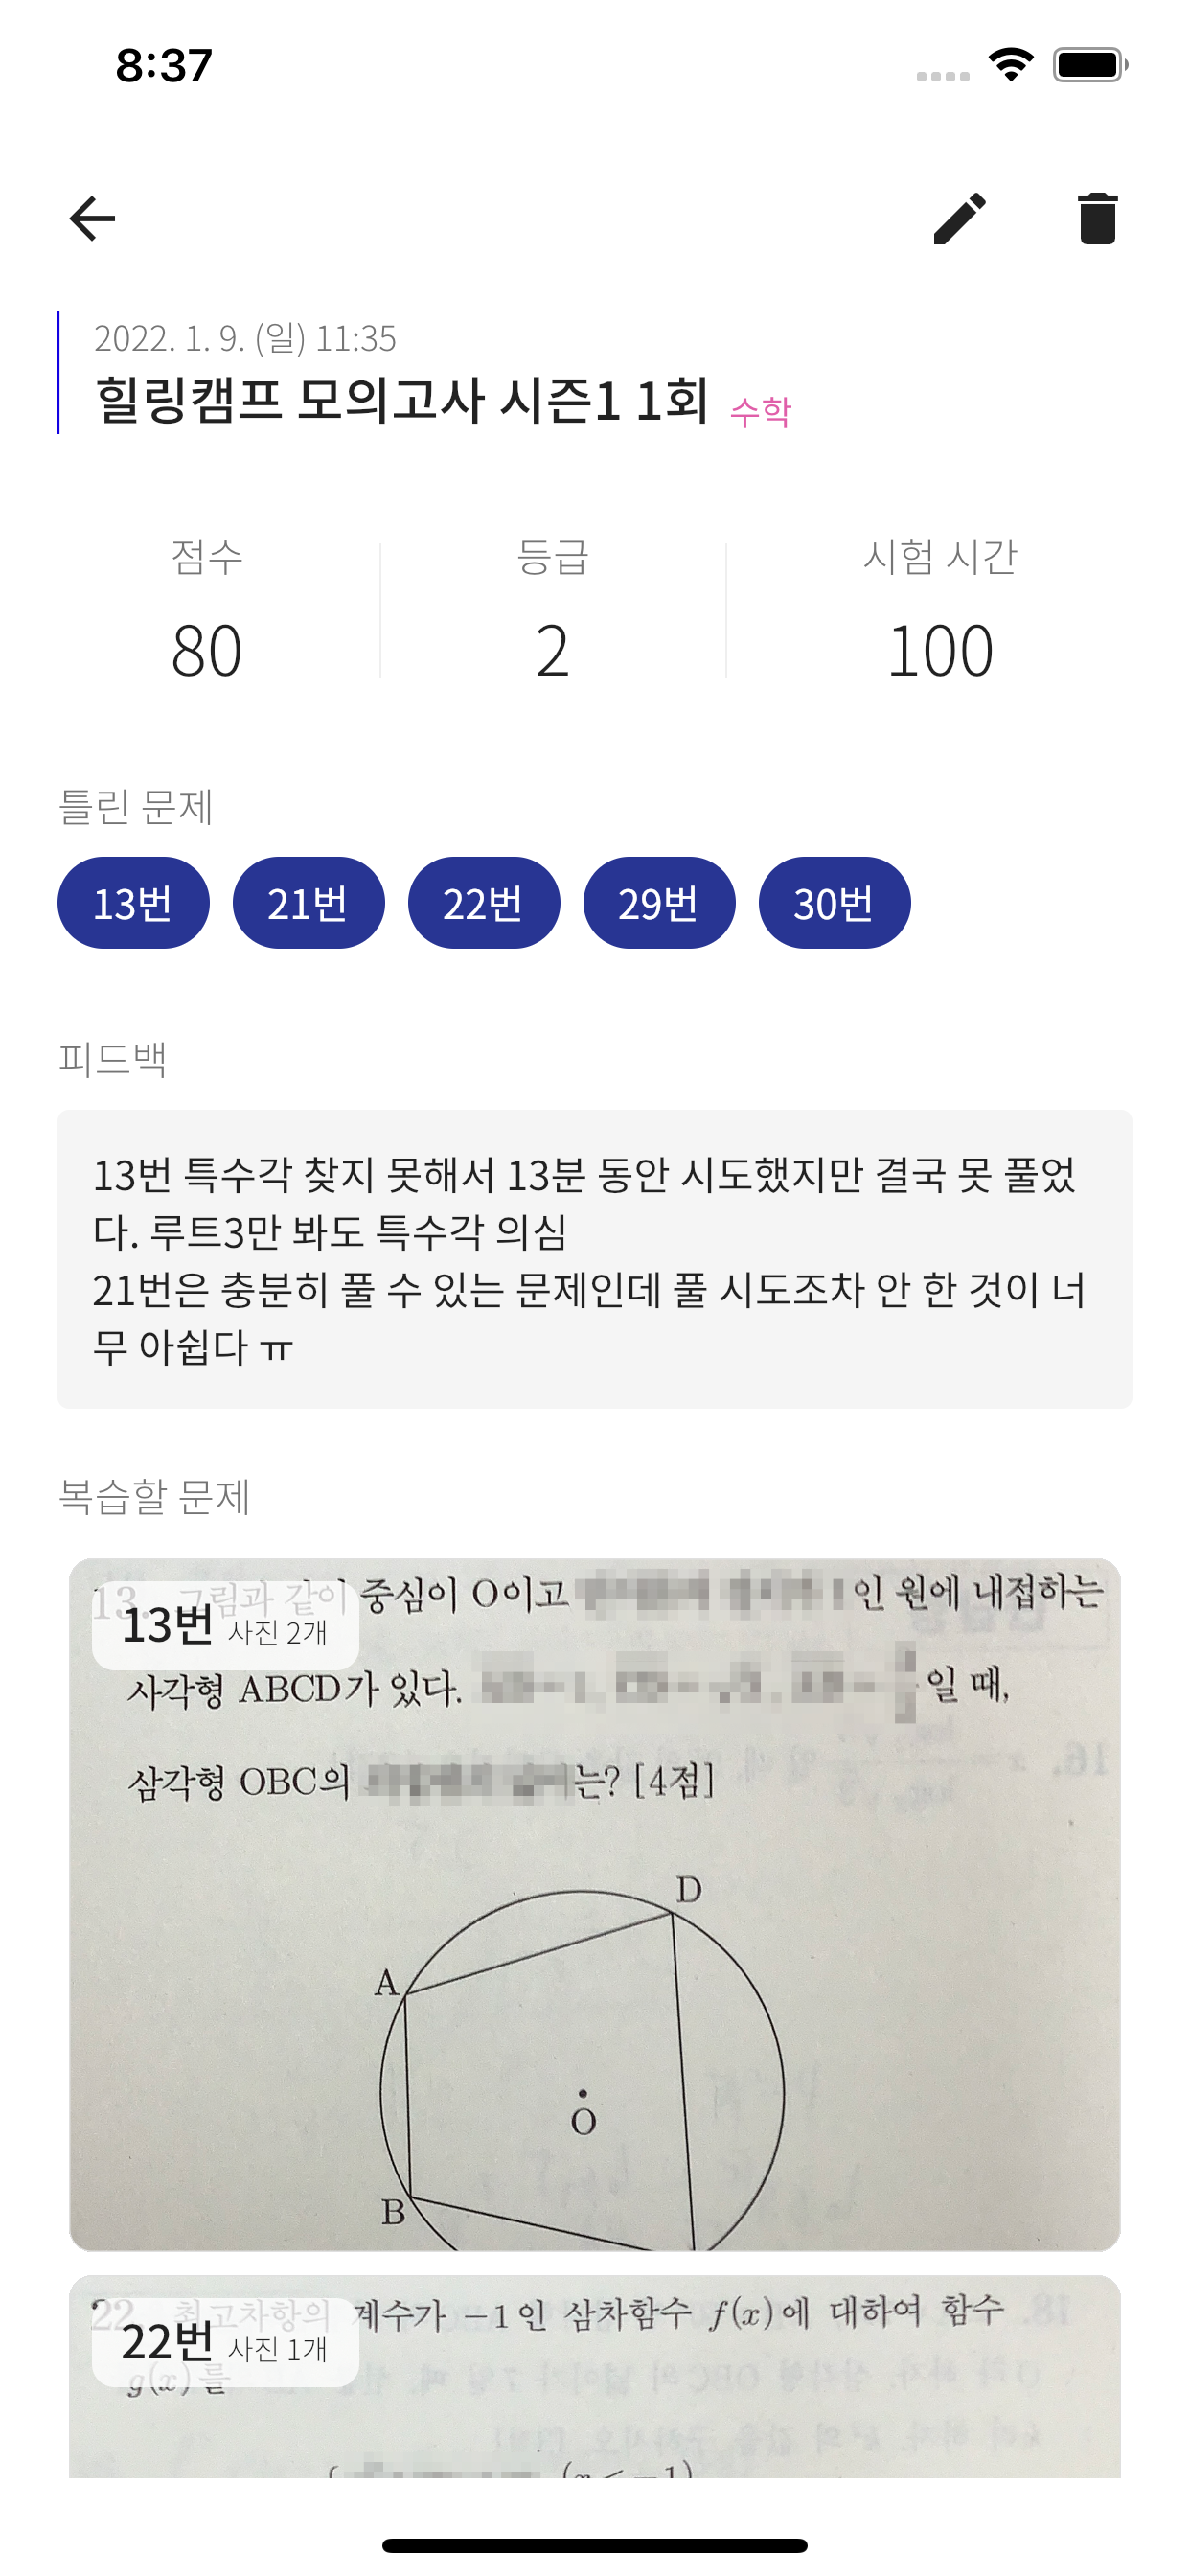 8:37
2022. 1. 9. (일) 11:35
힐링캠프 모의고사 시즌1 1회 수학
점수 등급 시험 시간
80 2 100
틀린 문제
13번 21번 22번 29번 30번
피드백
13번 특수각 찾지 못해서 13분 동안 시도했지만 결국 못 풀었
다. 루트3만 봐도 특수각 의심
21번은 충분히 풀 수 있는 문제인데 풀 시도조차 안 한 것이 너
무 아쉽다 ㅠ
복습할 문제
13. 그림과 같이 중심이 O이고 인 원에 내접하는
13번 사진 2개
사각형 ABCD가 있다. 일 때,
삼각형 OBC의 는? [4점]
D
A
O
B
22. 최고차항의 계수가 -1인 삼차함수 f(x)에 대하여 함수
22번 사진 1개
g(x)를
(x < -1)